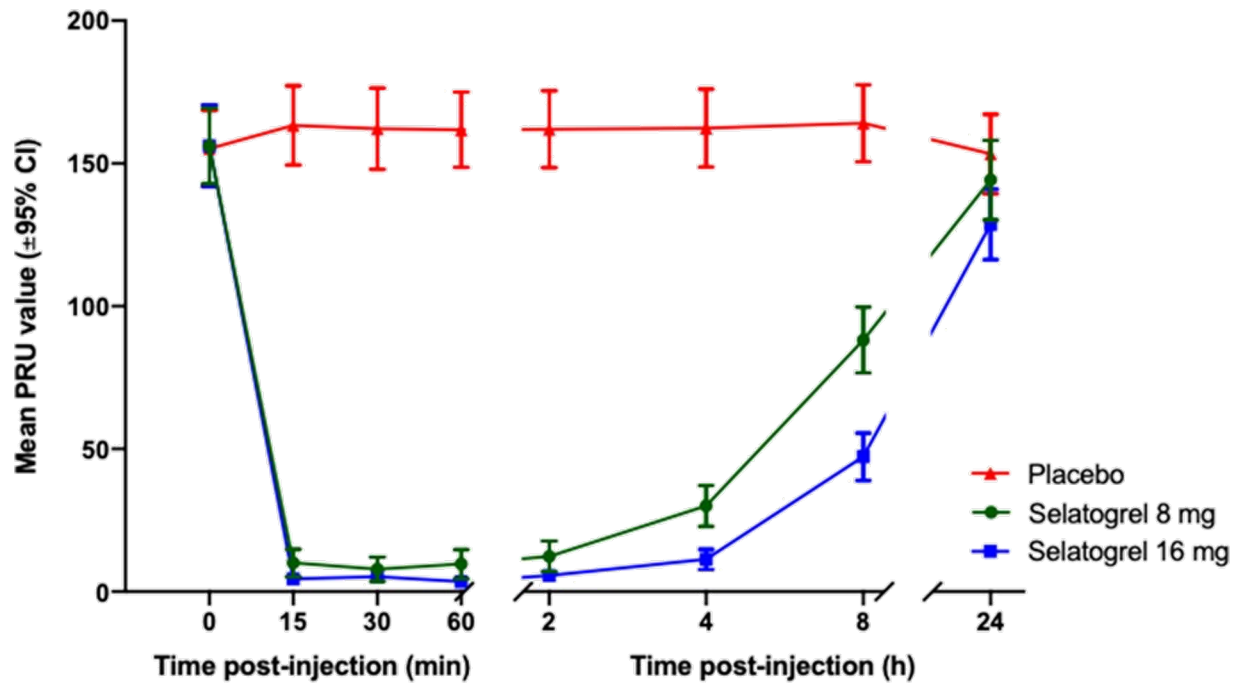 200
150
100
50
0
Mean PRU value (±95% CI)
0 15 30 60 2 4 8 24
Time post-injection (min) Time post-injection (h)
Placebo
Selatogrel 8 mg
Selatogrel 16 mg